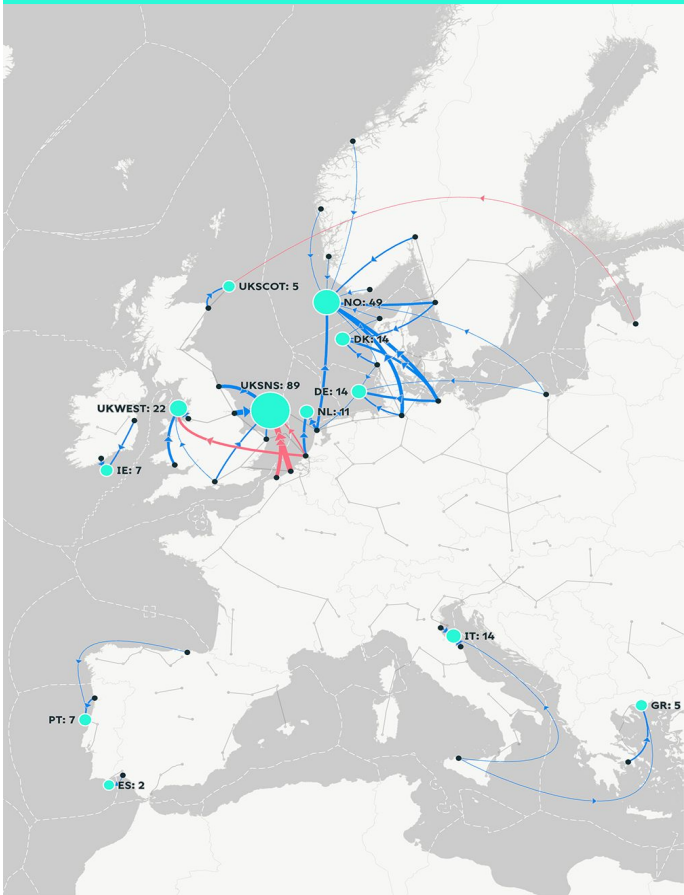 UKSCOT: 5
NO: 49
DK: 14
UKSNS: 89
DE: 14
UKWEST: 22
NL: 11
IE: 7
IT: 14
GR: 5
PT: 7
ES: 2